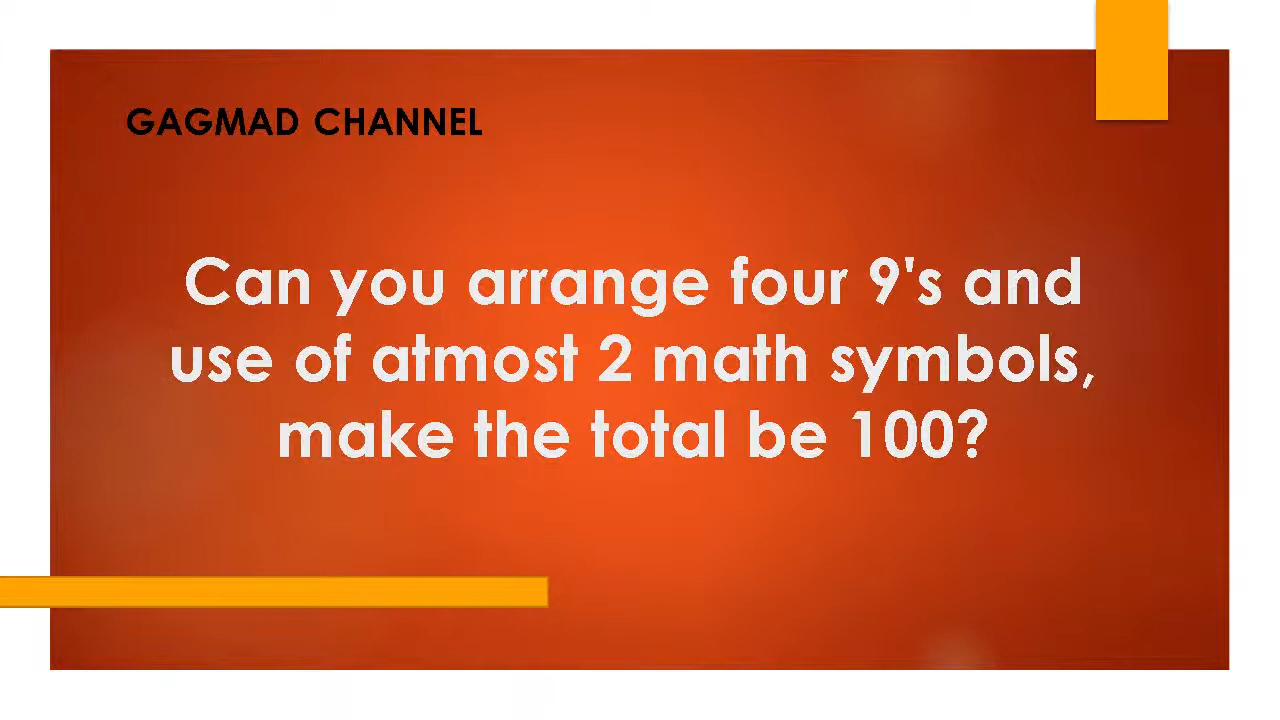 GAGMAD CHANNEL
Can you arrange four 9's and
use of atmost 2 math symbols,
make the total be 100?